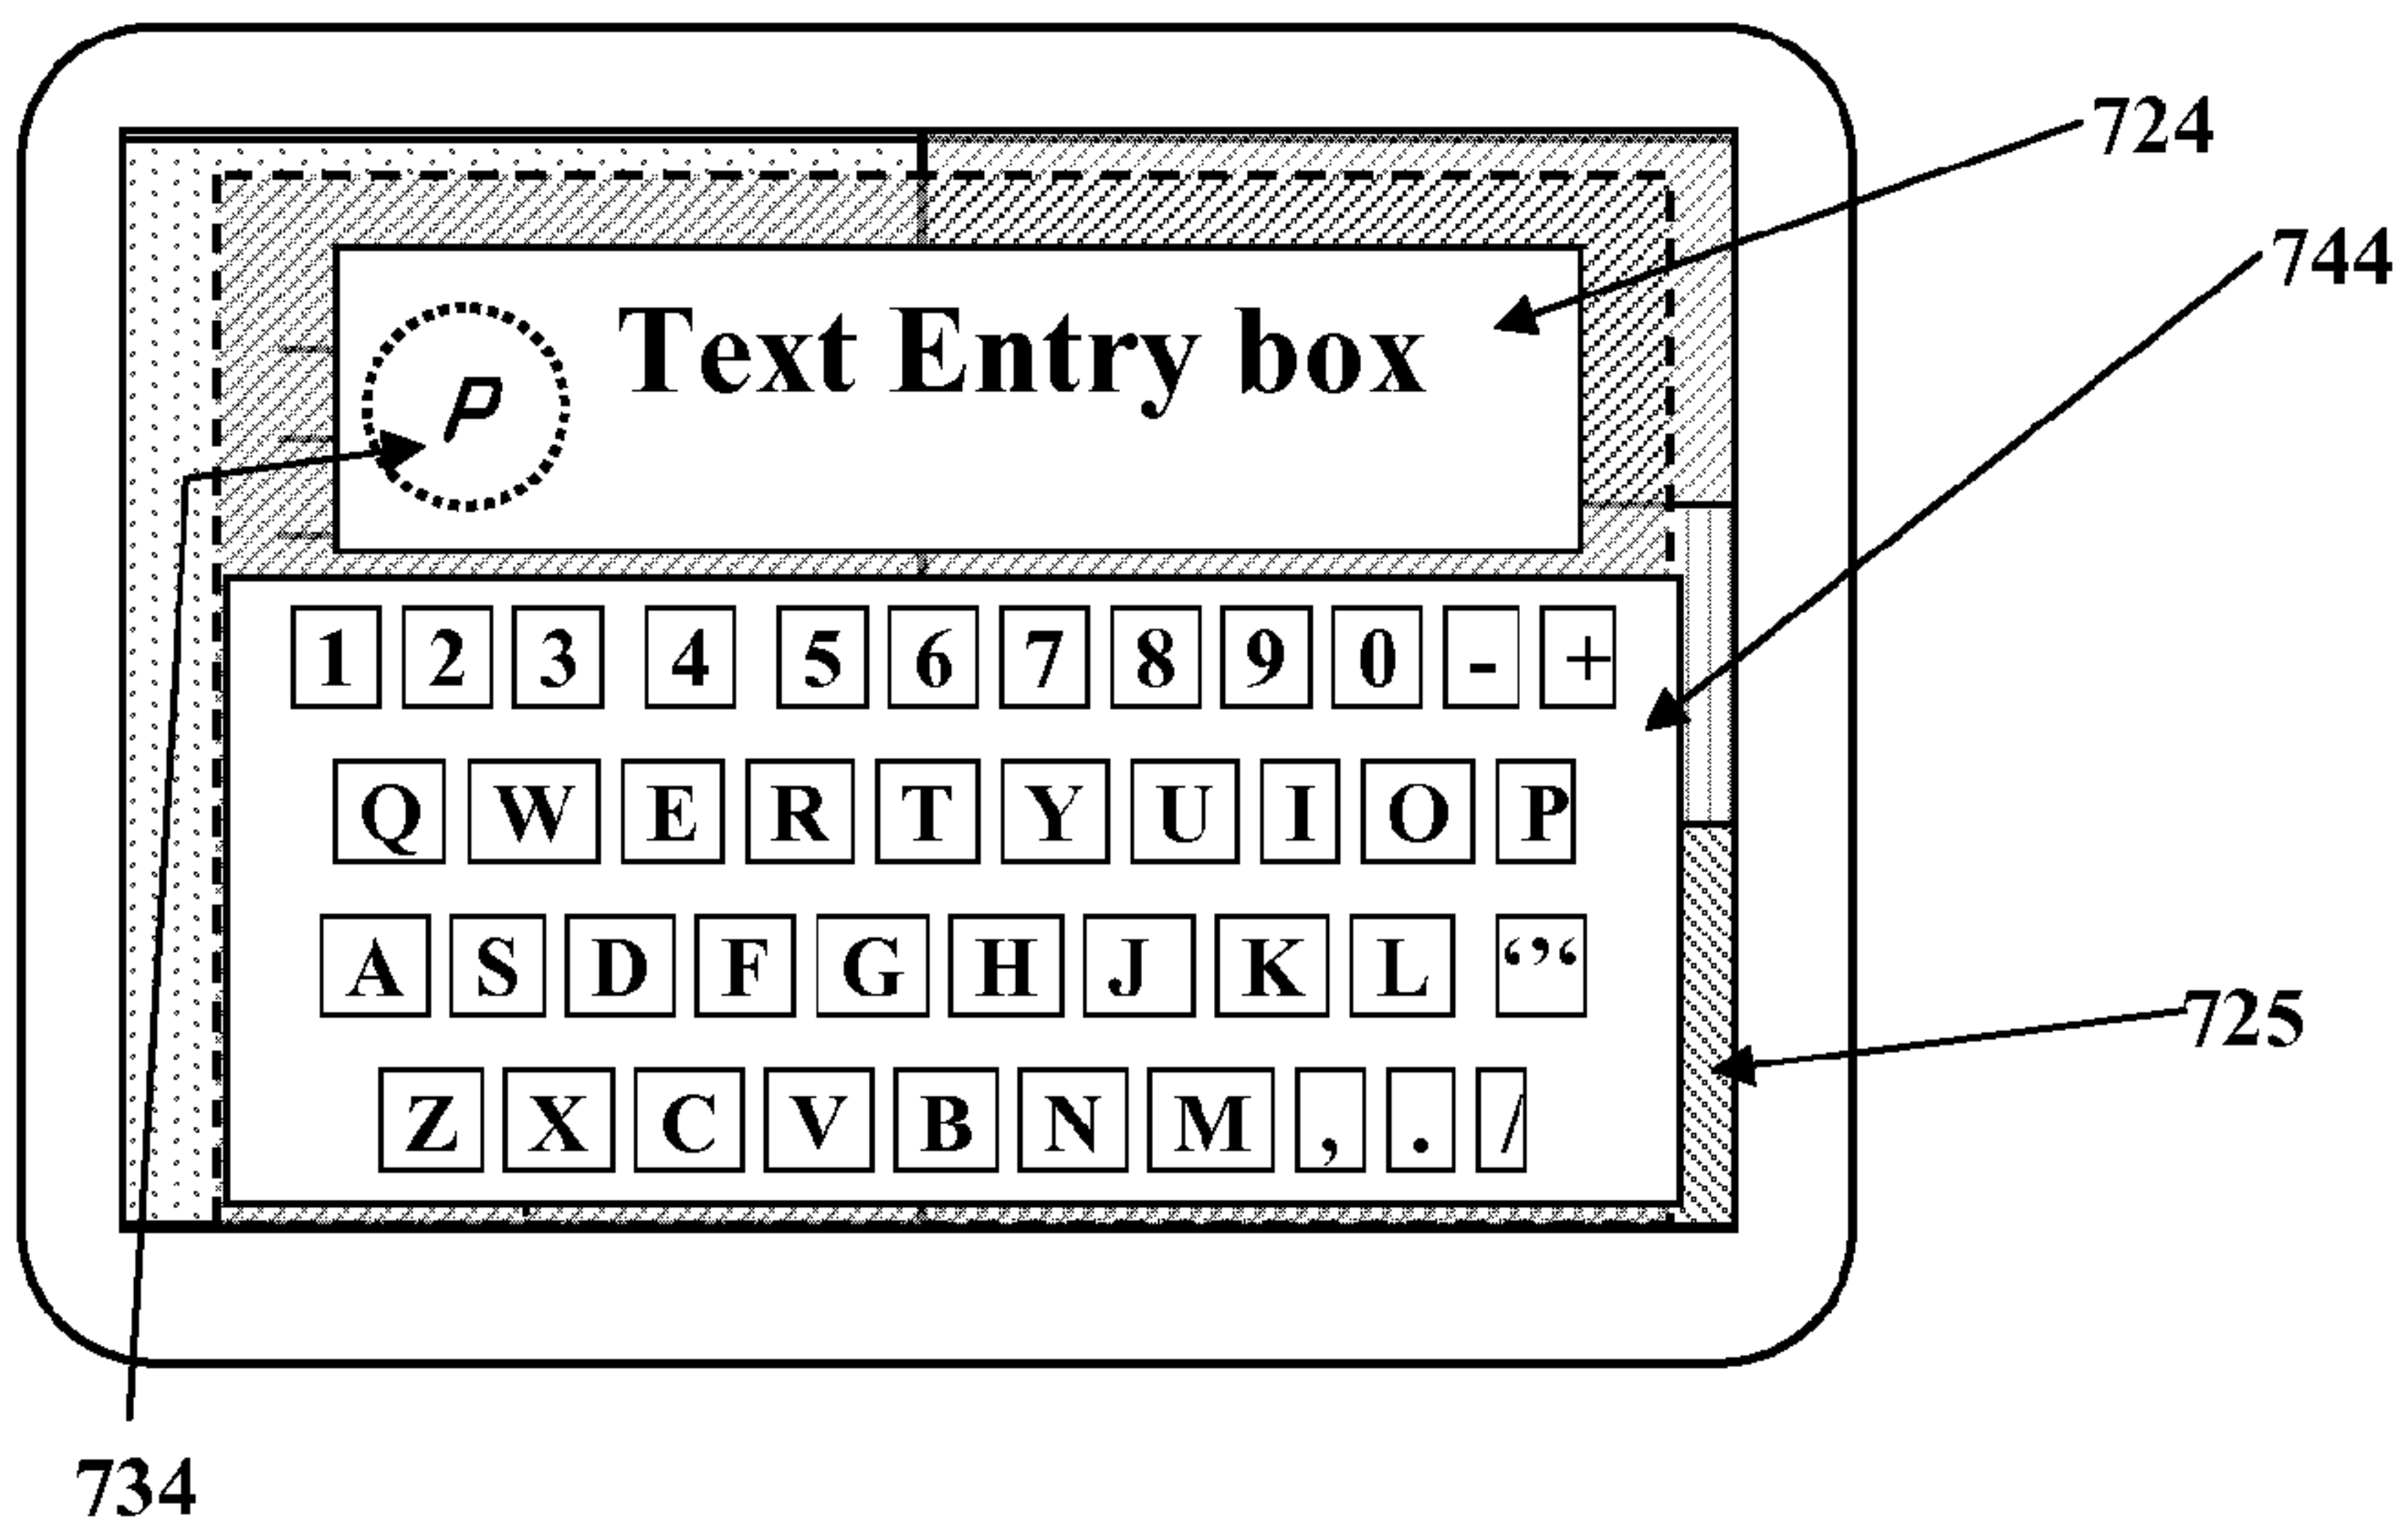 724
744
P Text Entry box
1 2 3 4 5 6 7 8 9 0 - +
Q W E R T Y U I O P
A S D F G H J K L “”“
Z X C V B N M , . /
725
734